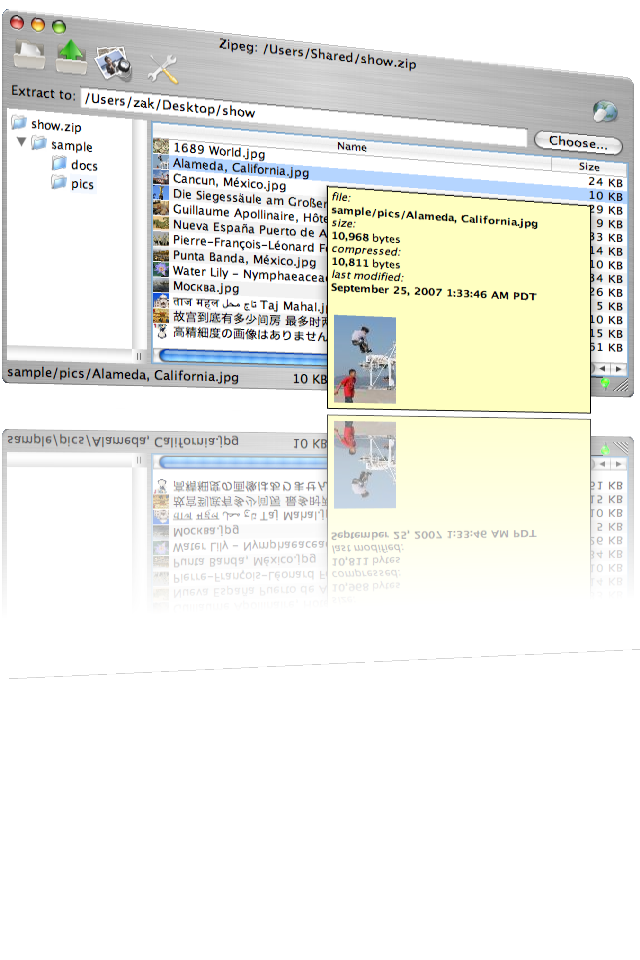 Zipeg: /Users/Shared/show.zip
Extract to: /Users/zak/Desktop/show
Choose...
show.zip
sample
docs
pics
Name Size
1689 World.jpg 24 KB
Alameda, California.jpg 10 KB
Cancun, México.jpg 29 KB
Die Siegessäule am Großer 9 KB
Guillaume Apollinaire, Hôte 33 KB
Nueva España Puerto de A 14 KB
Pierre-François-Léonard Fo 10 KB
Punta Banda, México.jpg 34 KB
Water Lily - Nymphaeaceae 26 KB
Москва.jpg 5 KB
ताज महल تاج محل Taj Mahal.jp 10 KB
故宫到底有多少间房 最多时两 15 KB
高精細度の画像はありません 51 KB
file:
sample/pics/Alameda, California.jpg
size:
10,968 bytes
compressed:
10,811 bytes
last modified:
September 25, 2007 1:33:46 AM PDT
sample/pics/Alameda, California.jpg 10 KB